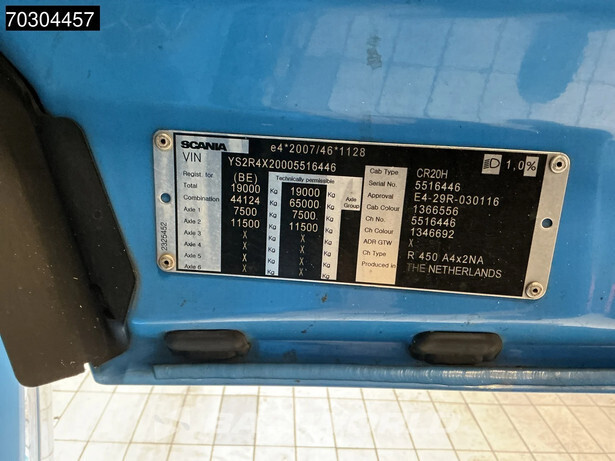 70304457
SCANIA e4*2007/46*1128
VIN YS2R4X20005516446
Regist. for (BE) Technically permissible
Total 19000 Kg 19000 Kg
Combination 44124 Kg 65000 Kg Axle Group
Axle 1 7500 Kg 7500. Kg
Axle 2 11500 Kg 11500 Kg
Axle 3 X Kg X Kg X
Axle 4 X Kg X Kg X
Axle 5 X Kg X Kg X
Axle 6 X Kg X Kg X
Cab Type CR20H 1,0%
Serial No. 5516446
Approval E4-29R-030116
Cab Colour 1366556
Ch No. 5516446
Ch Colour 1346692
ADR GTW X
Ch Type R 450 A4x2NA
Produced in THE NETHERLANDS
2325452